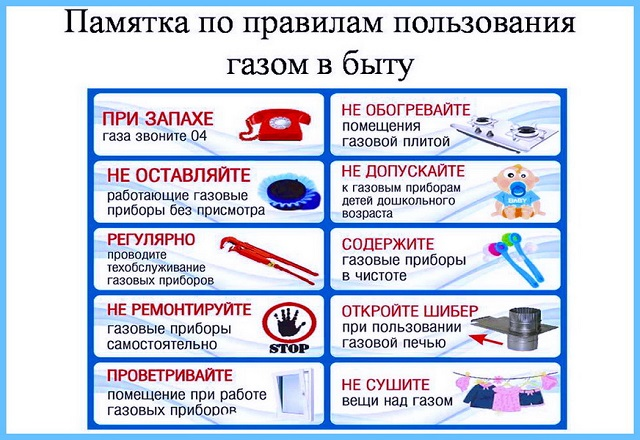 Памятка по правилам пользования
газом в быту
ПРИ ЗАПАХЕ
газа звоните 04
НЕ ОСТАВЛЯЙТЕ
работающие газовые
приборы без присмотра
РЕГУЛЯРНО
проводите
техобслуживание
газовых приборов
НЕ РЕМОНТИРУЙТЕ
газовые приборы
самостоятельно
STOP
ПРОВЕТРИВАЙТЕ
помещение при работе
газовых приборов
НЕ ОБОГРЕВАЙТЕ
помещения
газовой плитой
НЕ ДОПУСКАЙТЕ
к газовым приборам
детей дошкольного
возраста
BABY
СОДЕРЖИТЕ
газовые приборы
в чистоте
ОТКРОЙТЕ ШИБЕР
при пользовании
газовой печью
НЕ СУШИТЕ
вещи над газом